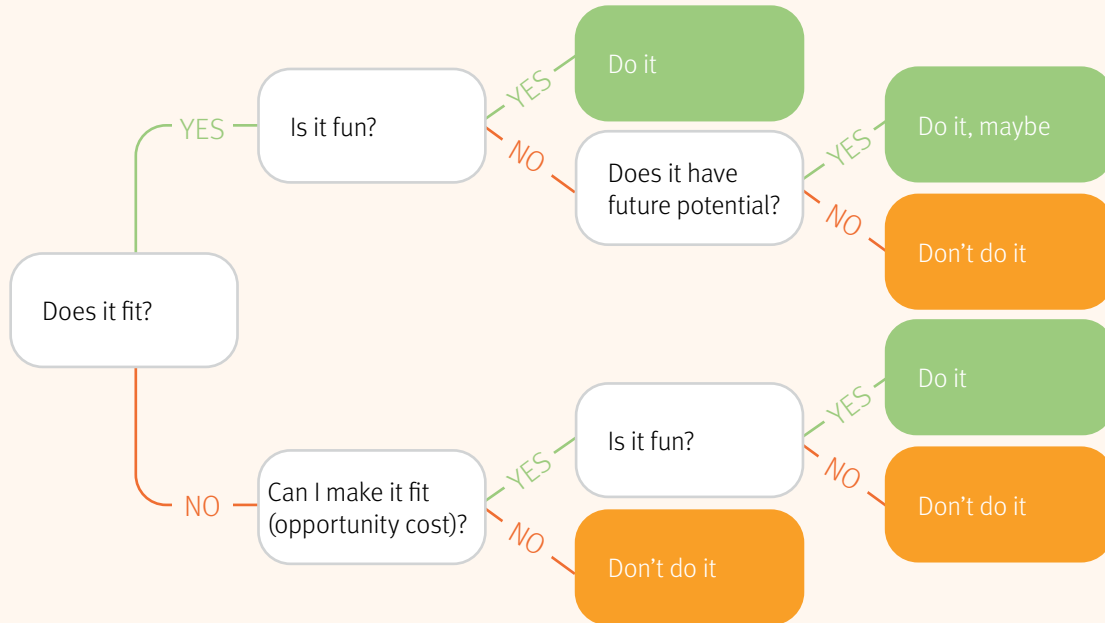 Does it fit?
YES
Is it fun?
YES
Do it
NO
Does it have
future potential?
YES
Do it, maybe
NO
Don’t do it
NO
Can I make it fit
(opportunity cost)?
YES
Is it fun?
YES
Do it
NO
Don’t do it
NO
Don’t do it